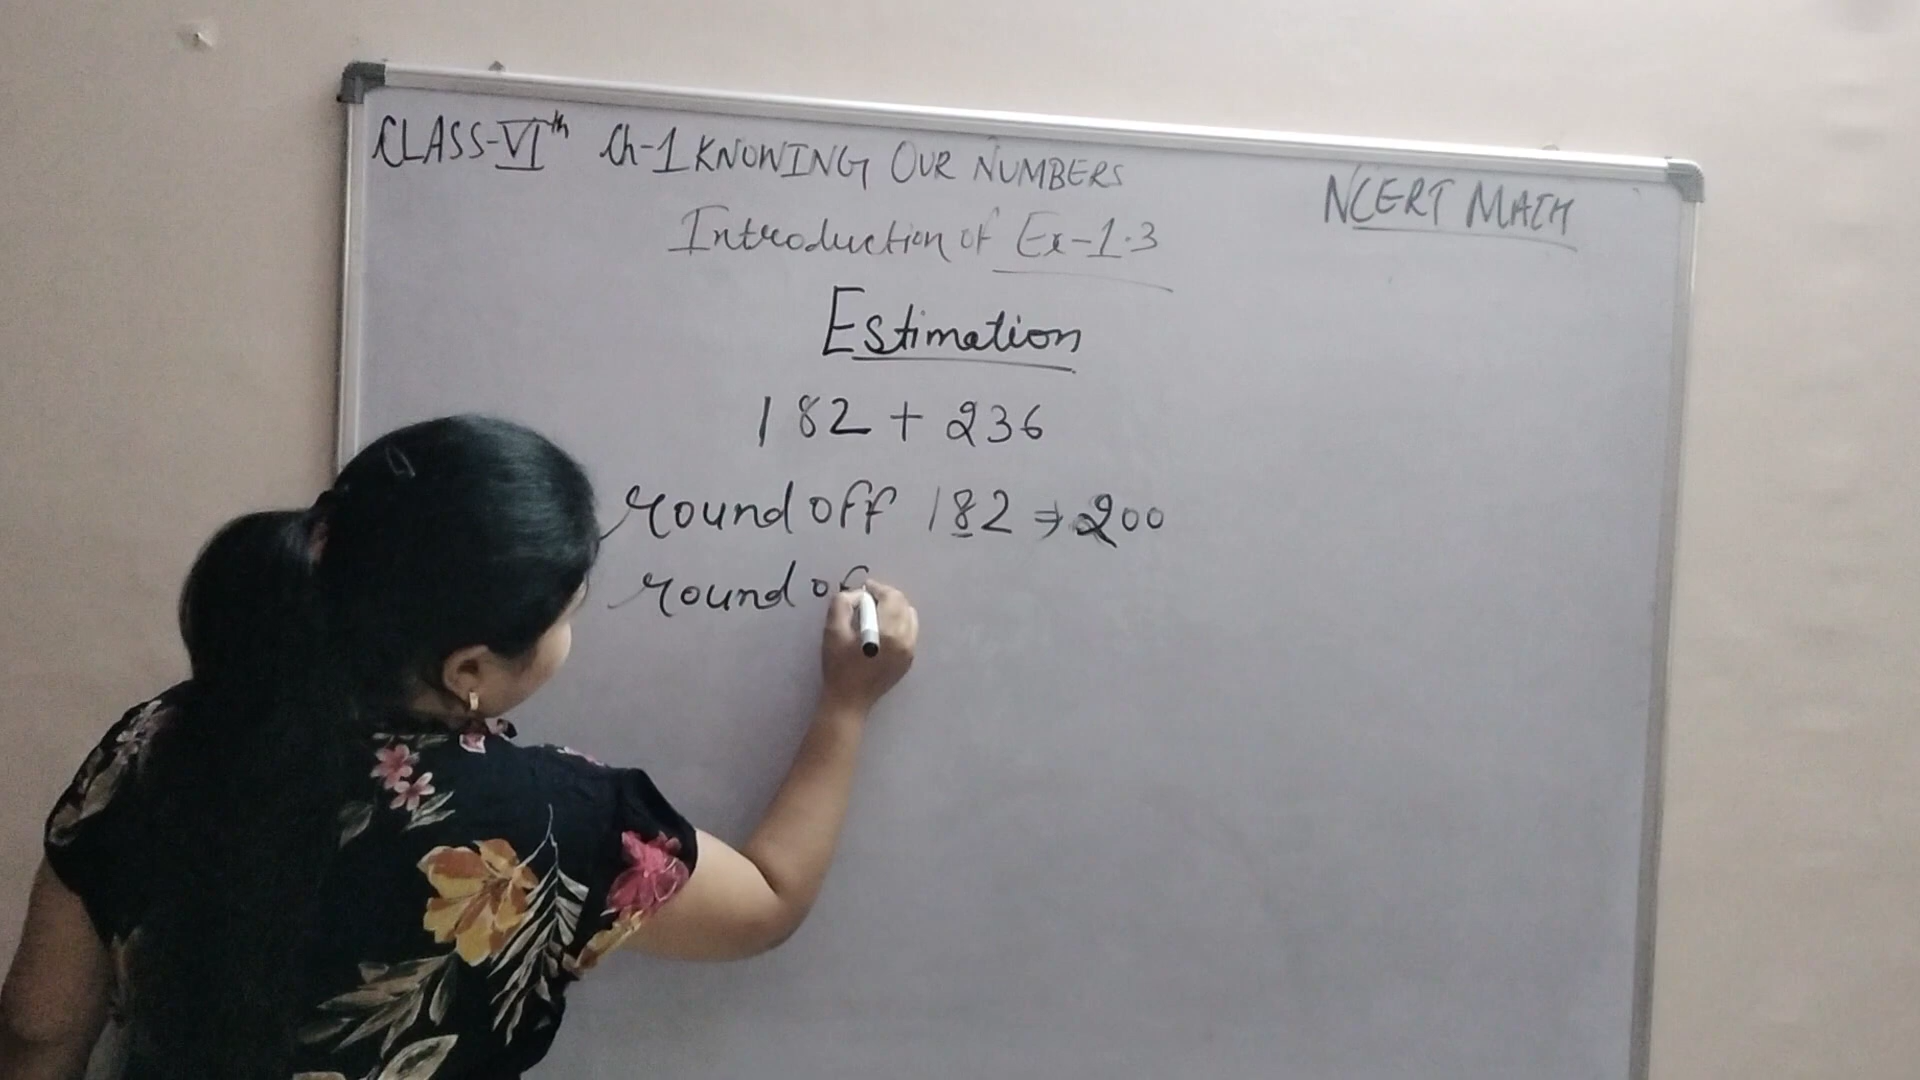 CLASS-VIth Ch-1 KNOWING OUR NUMBERS
NCERT MATH
Introduction of Ex-1.3
Estimation
182 + 236
round off 182 ⇒ 200
round of